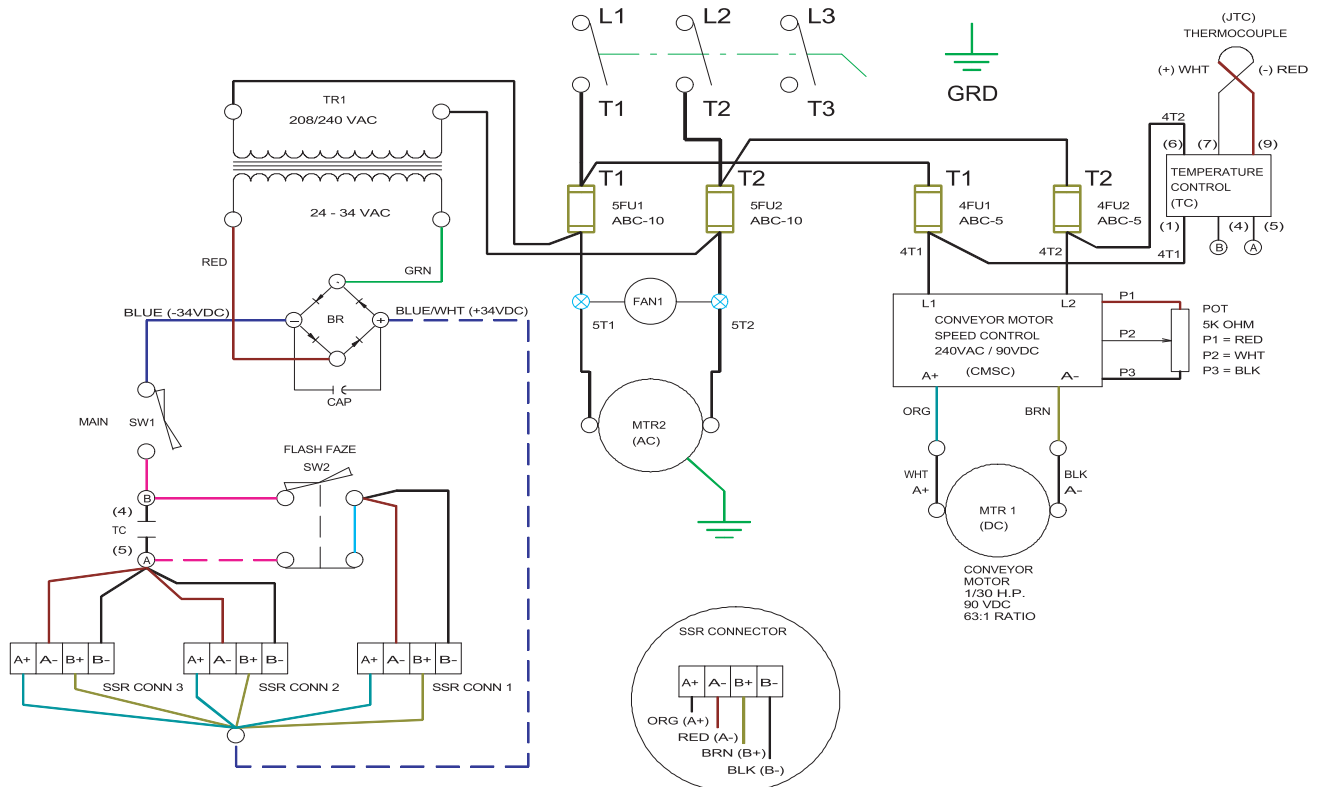 L1
L2
L3
(JTC)
THERMOCOUPLE
(+) WHT
(-) RED
TR1
208/240 VAC
T1
T2
T3
GRD
4T2
(6)
(7)
(9)
TEMPERATURE
CONTROL
(TC)
(1)
(4)
(5)
B
A
4T1
T1
5FU1
ABC-10
T2
5FU2
ABC-10
T1
4FU1
ABC-5
T2
4FU2
ABC-5
24 - 34 VAC
RED
GRN
4T1
4T2
-
BLUE (-34VDC)
−
BR
+
BLUE/WHT (+34VDC)
~
CAP
FAN1
5T1
5T2
L1
L2
CONVEYOR MOTOR
SPEED CONTROL
240VAC / 90VDC
(CMSC)
A+
A-
P1
P2
P3
POT
5K OHM
P1 = RED
P2 = WHT
P3 = BLK
MAIN
SW1
MTR2
(AC)
ORG
BRN
FLASH FAZE
SW2
WHT
A+
BLK
A-
B
(4)
TC
(5)
A
MTR 1
(DC)
CONVEYOR
MOTOR
1/30 H.P.
90 VDC
63:1 RATIO
A+ A- B+ B-
SSR CONN 3
A+ A- B+ B-
SSR CONN 2
A+ A- B+ B-
SSR CONN 1
SSR CONNECTOR
A+ A- B+ B-
ORG (A+)
RED (A-)
BRN (B+)
BLK (B-)